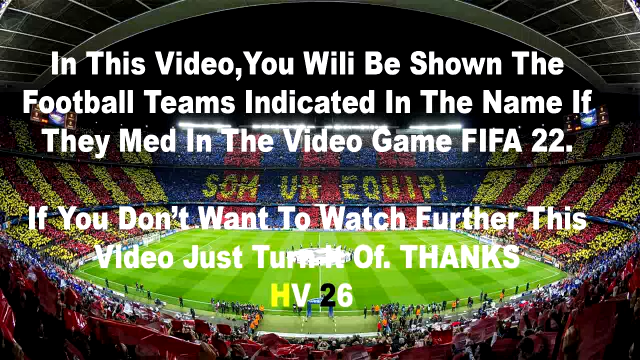 In This Video,You Wili Be Shown The
Football Teams Indicated In The Name If
They Med In The Video Game FIFA 22.
SOM UN EQUIP!
If You Don't Want To Watch Further This
Video Just Turn It Of. THANKS
HV 26